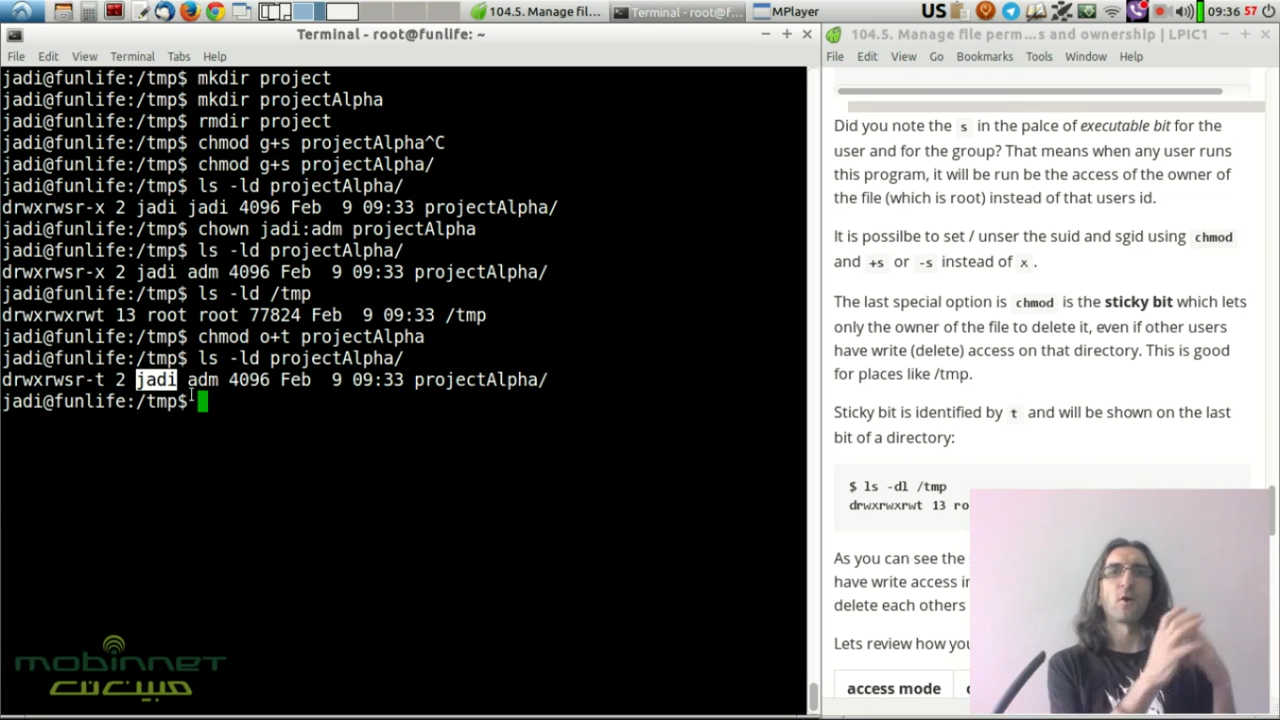 104.5. Manage fil...
Terminal - root@f...
MPlayer
US
09:36 57
Terminal - root@funlife: ~
File Edit View Terminal Tabs Help
jadi@funlife:/tmp$ mkdir project
jadi@funlife:/tmp$ mkdir projectAlpha
jadi@funlife:/tmp$ rmdir project
jadi@funlife:/tmp$ chmod g+s projectAlpha^C
jadi@funlife:/tmp$ chmod g+s projectAlpha/
jadi@funlife:/tmp$ ls -ld projectAlpha/
drwxrwsr-x 2 jadi jadi 4096 Feb  9 09:33 projectAlpha/
jadi@funlife:/tmp$ chown jadi:adm projectAlpha
jadi@funlife:/tmp$ ls -ld projectAlpha/
drwxrwsr-x 2 jadi adm 4096 Feb  9 09:33 projectAlpha/
jadi@funlife:/tmp$ ls -ld /tmp
drwxrwxrwt 13 root root 77824 Feb  9 09:33 /tmp
jadi@funlife:/tmp$ chmod o+t projectAlpha
jadi@funlife:/tmp$ ls -ld projectAlpha/
drwxrwsr-t 2 jadi adm 4096 Feb  9 09:33 projectAlpha/
jadi@funlife:/tmp$
mobinnet
مبین‌نت
104.5. Manage file perm...s and ownership | LPIC1
File Edit View Go Bookmarks Tools Window Help
Did you note the s in the palce of executable bit for the
user and for the group? That means when any user runs
this program, it will be run be the access of the owner of
the file (which is root) instead of that users id.
It is possilbe to set / unser the suid and sgid using chmod
and +s or -s instead of x .
The last special option is chmod is the sticky bit which lets
only the owner of the file to delete it, even if other users
have write (delete) access on that directory. This is good
for places like /tmp.
Sticky bit is identified by t and will be shown on the last
bit of a directory:
$ ls -dl /tmp
drwxrwxrwt 13 ro
As you can see the
have write access in
delete each others
Lets review how you
access mode